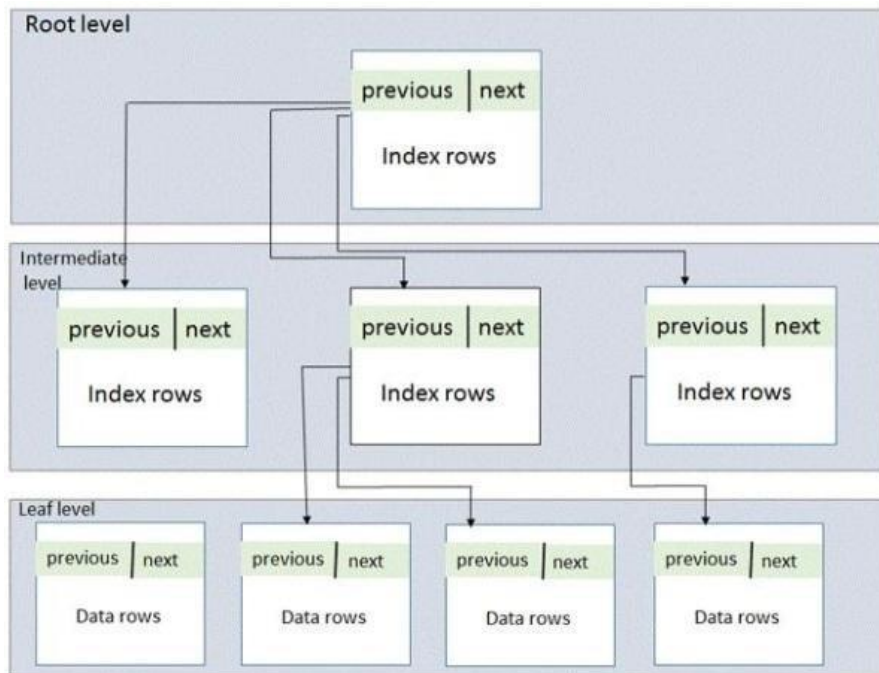 Root level
previous | next
Index rows
Intermediate
level
previous | next
Index rows
previous | next
Index rows
previous | next
Index rows
Leaf level
previous | next
Data rows
previous | next
Data rows
previous | next
Data rows
previous | next
Data rows